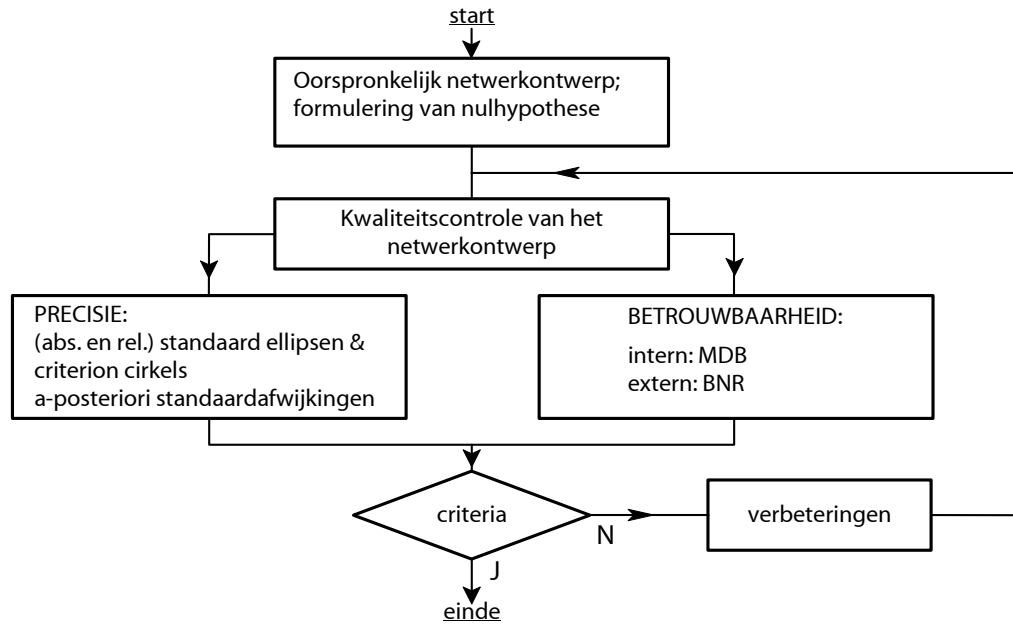 start
Oorspronkelijk netwerkontwerp;
formulering van nulhypothese
Kwaliteitscontrole van het
netwerkontwerp
PRECISIE:
(abs. en rel.) standaard ellipsen &
criterion cirkels
a-posteriori standaardafwijkingen
BETROUWBAARHEID:
intern: MDB
extern: BNR
criteria
N
verbeteringen
J
einde